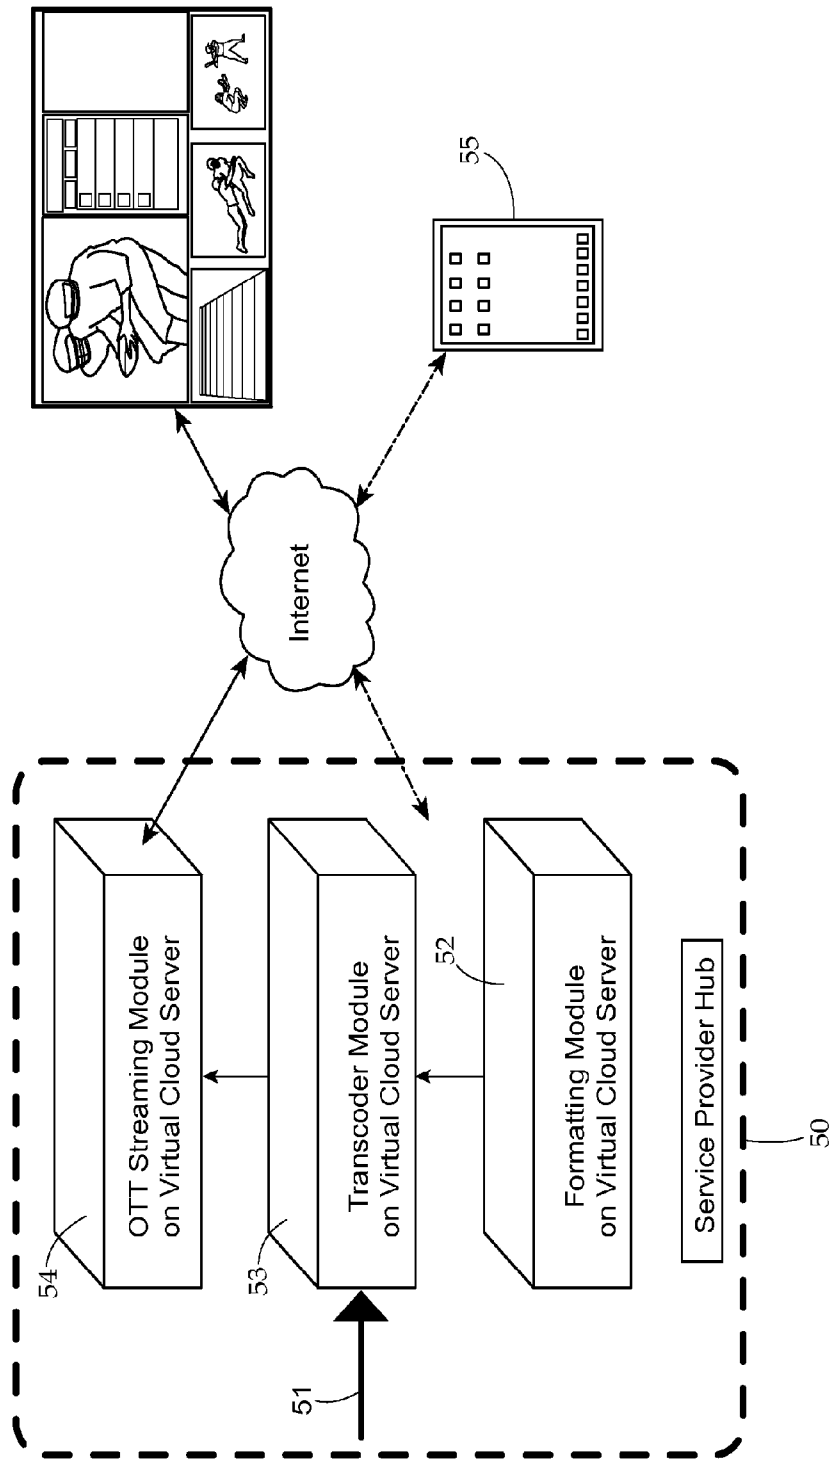 54
OTT Streaming Module
on Virtual Cloud Server
53
Transcoder Module
on Virtual Cloud Server
51
52
Formatting Module
on Virtual Cloud Server
Service Provider Hub
50
Internet
55